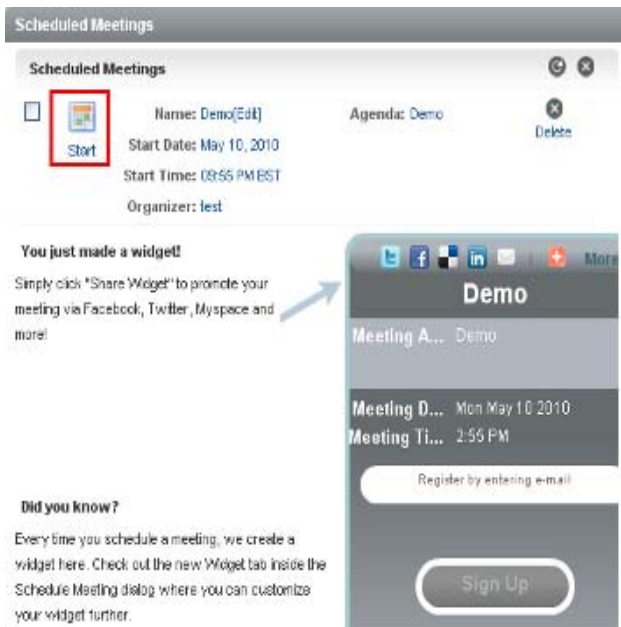 Scheduled Meetings
Scheduled Meetings
Start
Name: Demo[Edit]
Start Date: May 10, 2010
Start Time: 09:55 PM EST
Organizer: test
Agenda: Demo
Delete
You just made a widget!
Simply click "Share Widget" to promote your
meeting via Facebook, Twitter, Myspace and
more!
Did you know?
Every time you schedule a meeting, we create a
widget here. Check out the new Widget tab inside the
Schedule Meeting dialog where you can customize
your widget further.
More
Demo
Meeting A... Demo
Meeting D... Mon May 10 2010
Meeting Ti... 2:55 PM
Register by entering e-mail
Sign Up